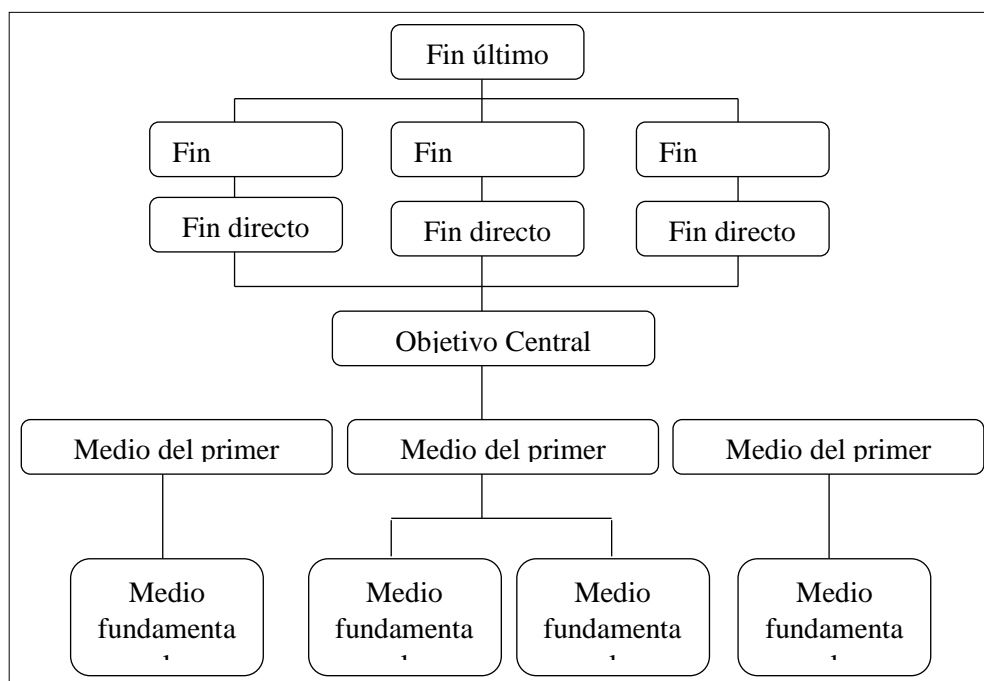 Fin último
Fin
Fin
Fin
Fin directo
Fin directo
Fin directo
Objetivo Central
Medio del primer
Medio del primer
Medio del primer
Medio
fundamenta
Medio
fundamenta
Medio
fundamenta
Medio
fundamenta